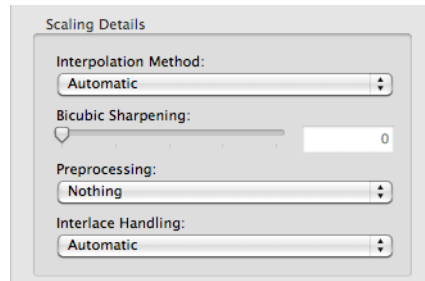 Scaling Details
Interpolation Method:
Automatic
Bicubic Sharpening:
0
Preprocessing:
Nothing
Interlace Handling:
Automatic